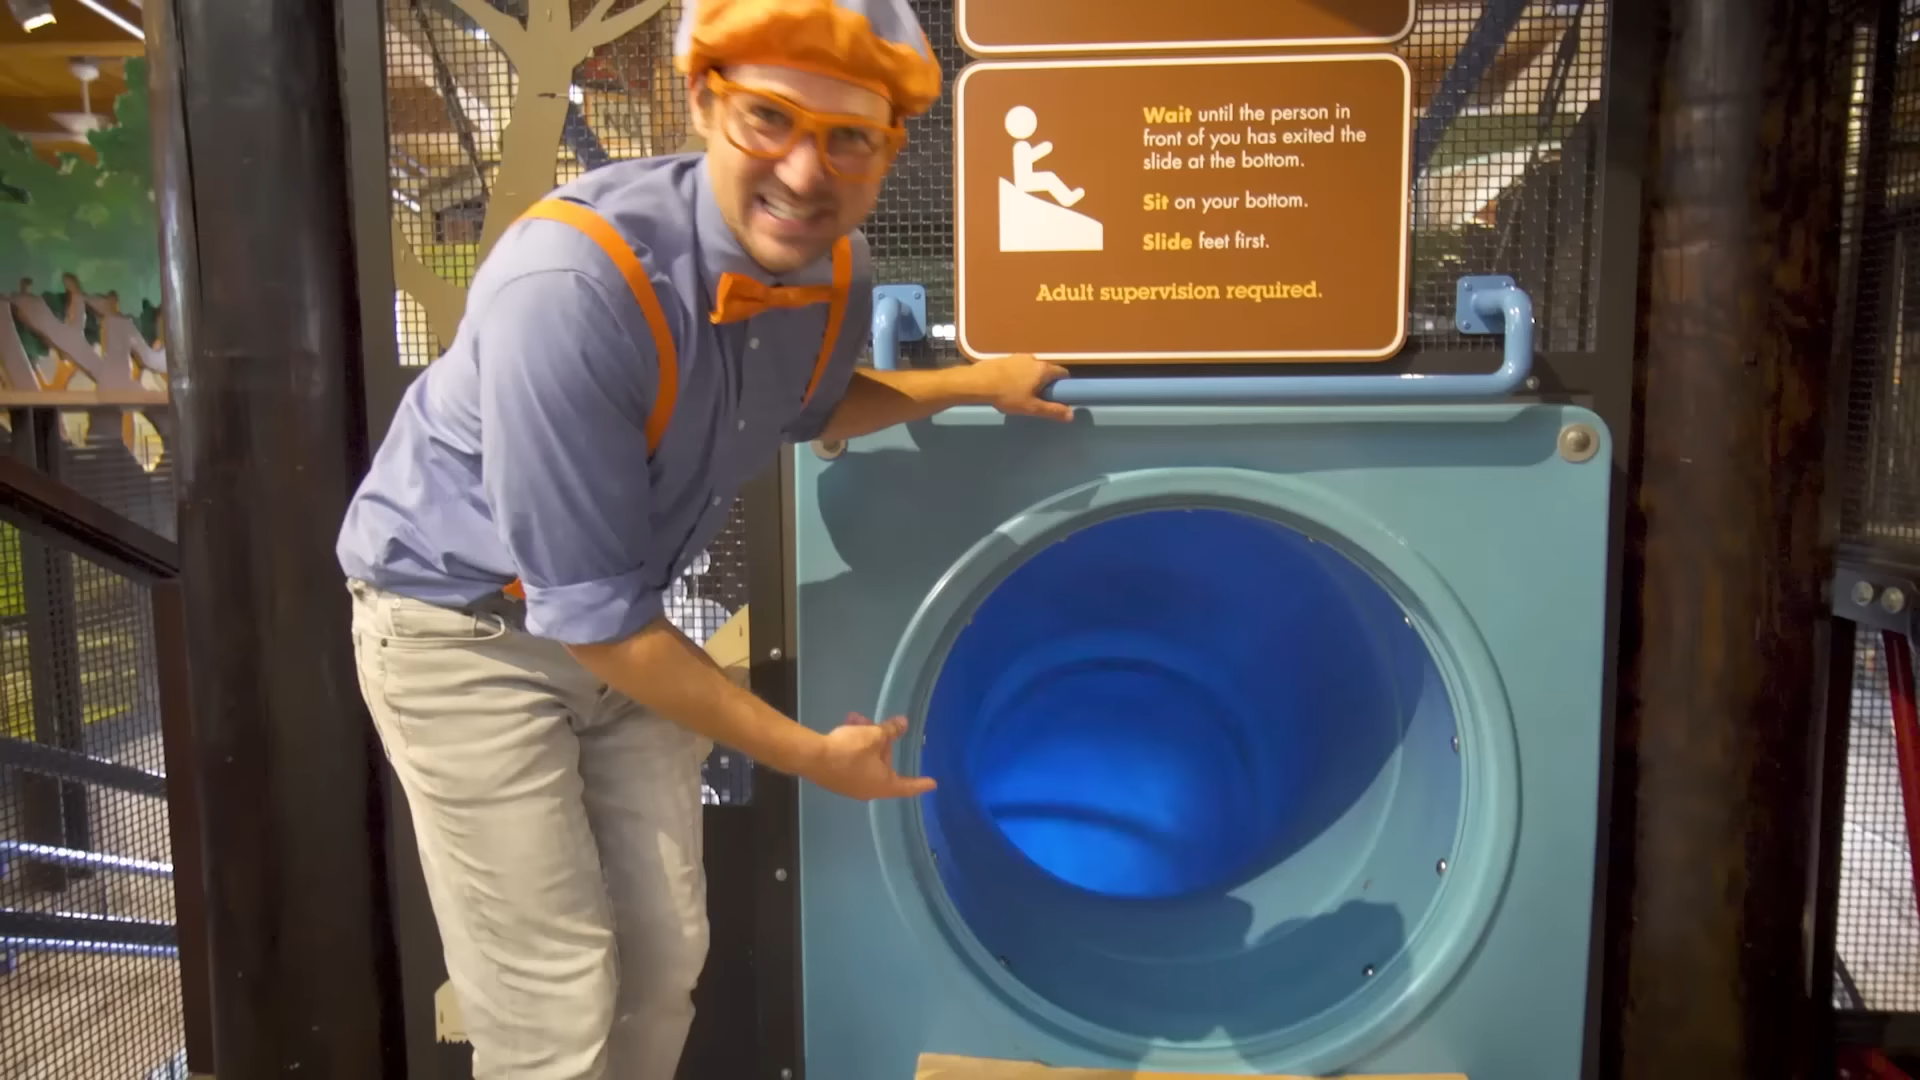 Wait until the person in
front of you has exited the
slide at the bottom.
Sit on your bottom.
Slide feet first.
Adult supervision required.